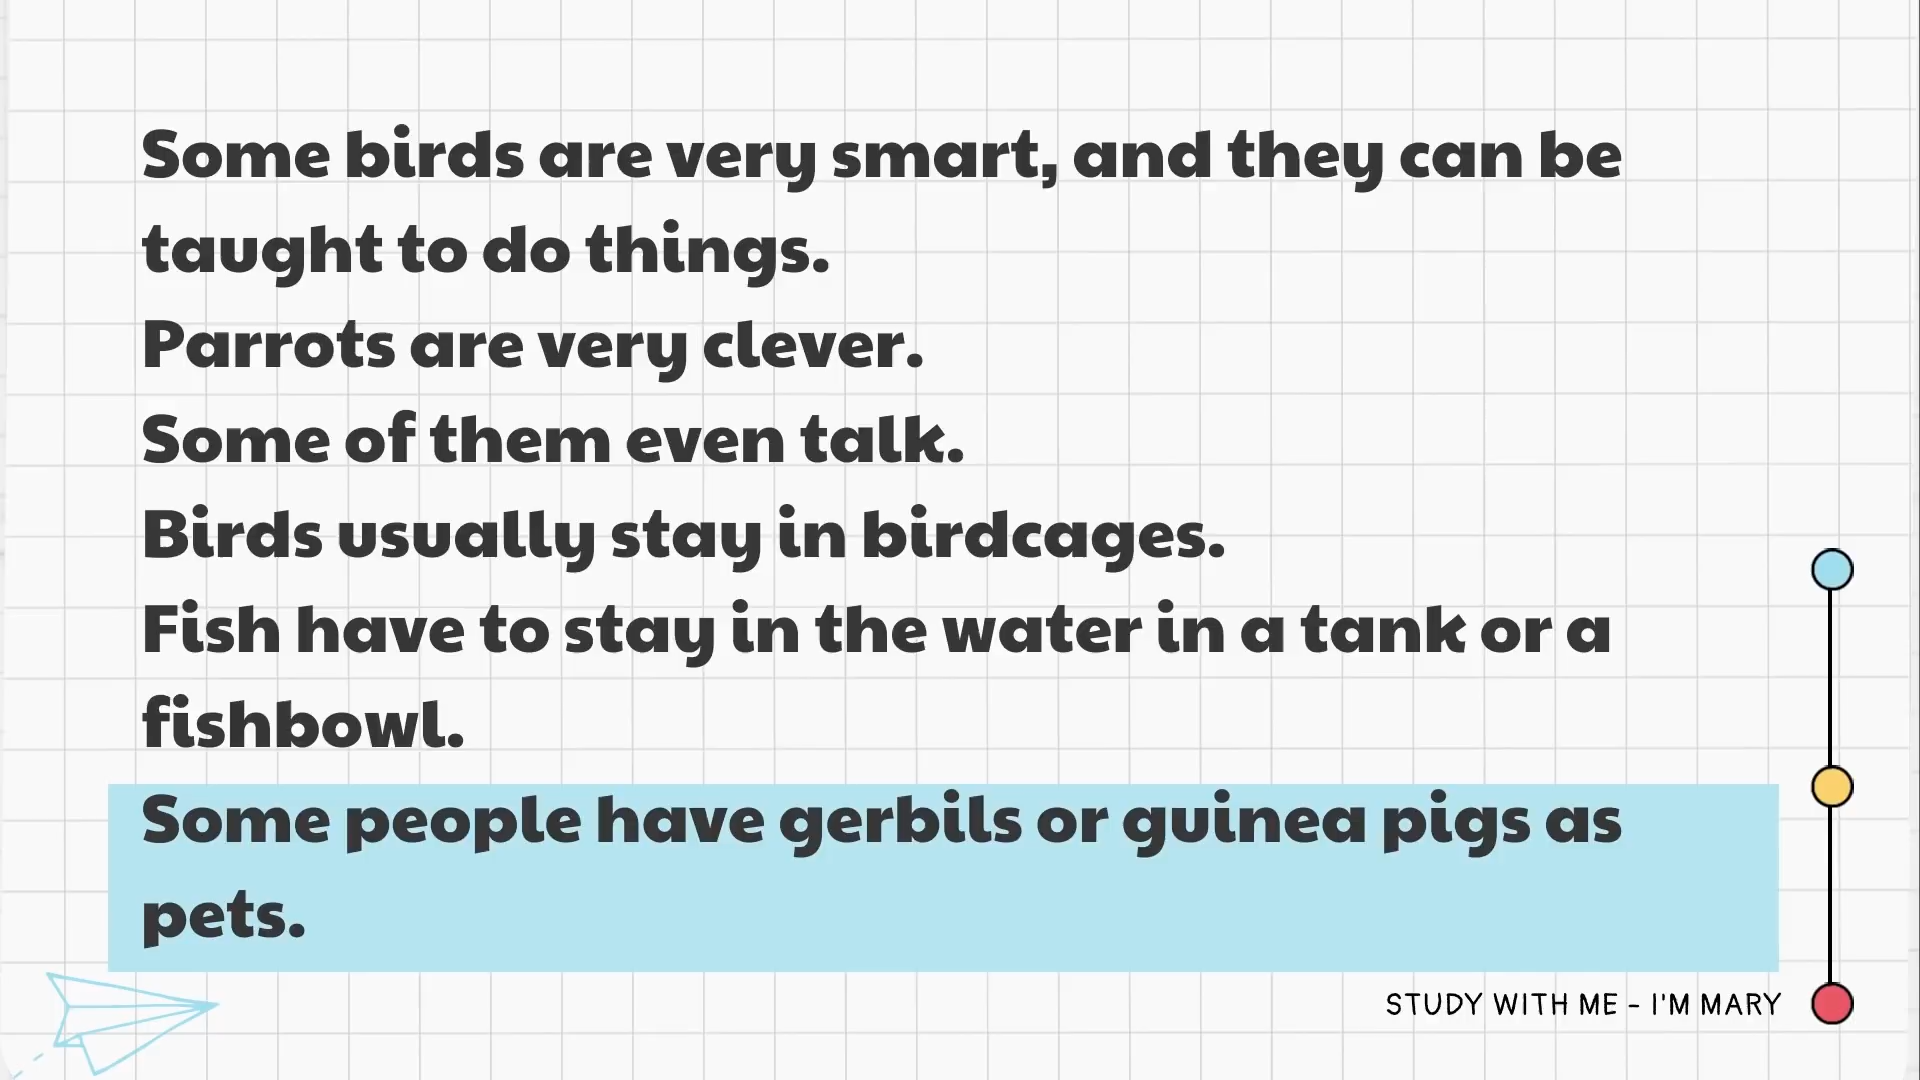 Some birds are very smart, and they can be
taught to do things.
Parrots are very clever.
Some of them even talk.
Birds usually stay in birdcages.
Fish have to stay in the water in a tank or a
fishbowl.
Some people have gerbils or guinea pigs as
pets.
STUDY WITH ME - I'M MARY